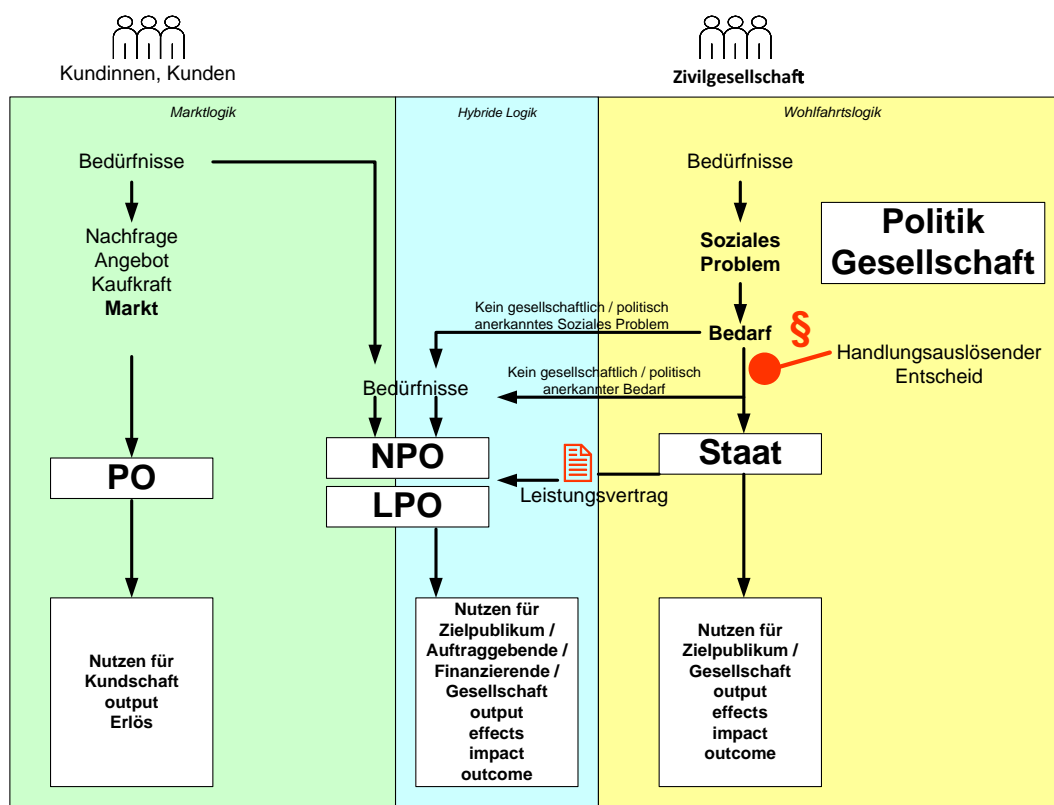 Kundinnen, Kunden
Zivilgesellschaft
Marktlogik
Hybride Logik
Wohlfahrtslogik
Bedürfnisse
Nachfrage
Angebot
Kaufkraft
Markt
PO
Nutzen für
Kundschaft
output
Erlös
Kein gesellschaftlich / politisch
anerkanntes Soziales Problem
Bedürfnisse
Kein gesellschaftlich / politisch
anerkannter Bedarf
NPO
LPO
Leistungsvertrag
Nutzen für
Zielpublikum /
Auftraggebende /
Finanzierende /
Gesellschaft
output
effects
impact
outcome
Bedürfnisse
Soziales
Problem
Bedarf
§
Politik
Gesellschaft
Handlungsauslösender
Entscheid
Staat
Nutzen für
Zielpublikum /
Gesellschaft
output
effects
impact
outcome